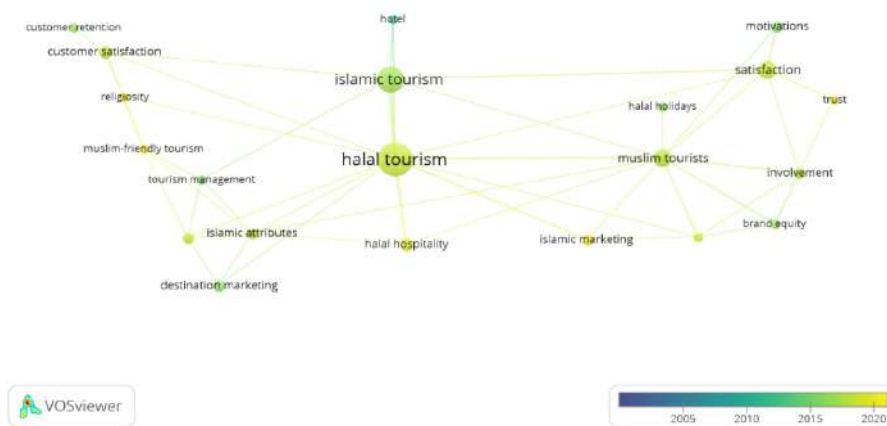 hotel
customer retention
motivations
customer satisfaction
satisfaction
islamic tourism
religiosity
trust
halal holidays
muslim-friendly tourism
halal tourism
muslim tourists
tourism management
involvement
brand equity
islamic attributes
halal hospitality
islamic marketing
destination marketing
VOSviewer
2005 2010 2015 2020